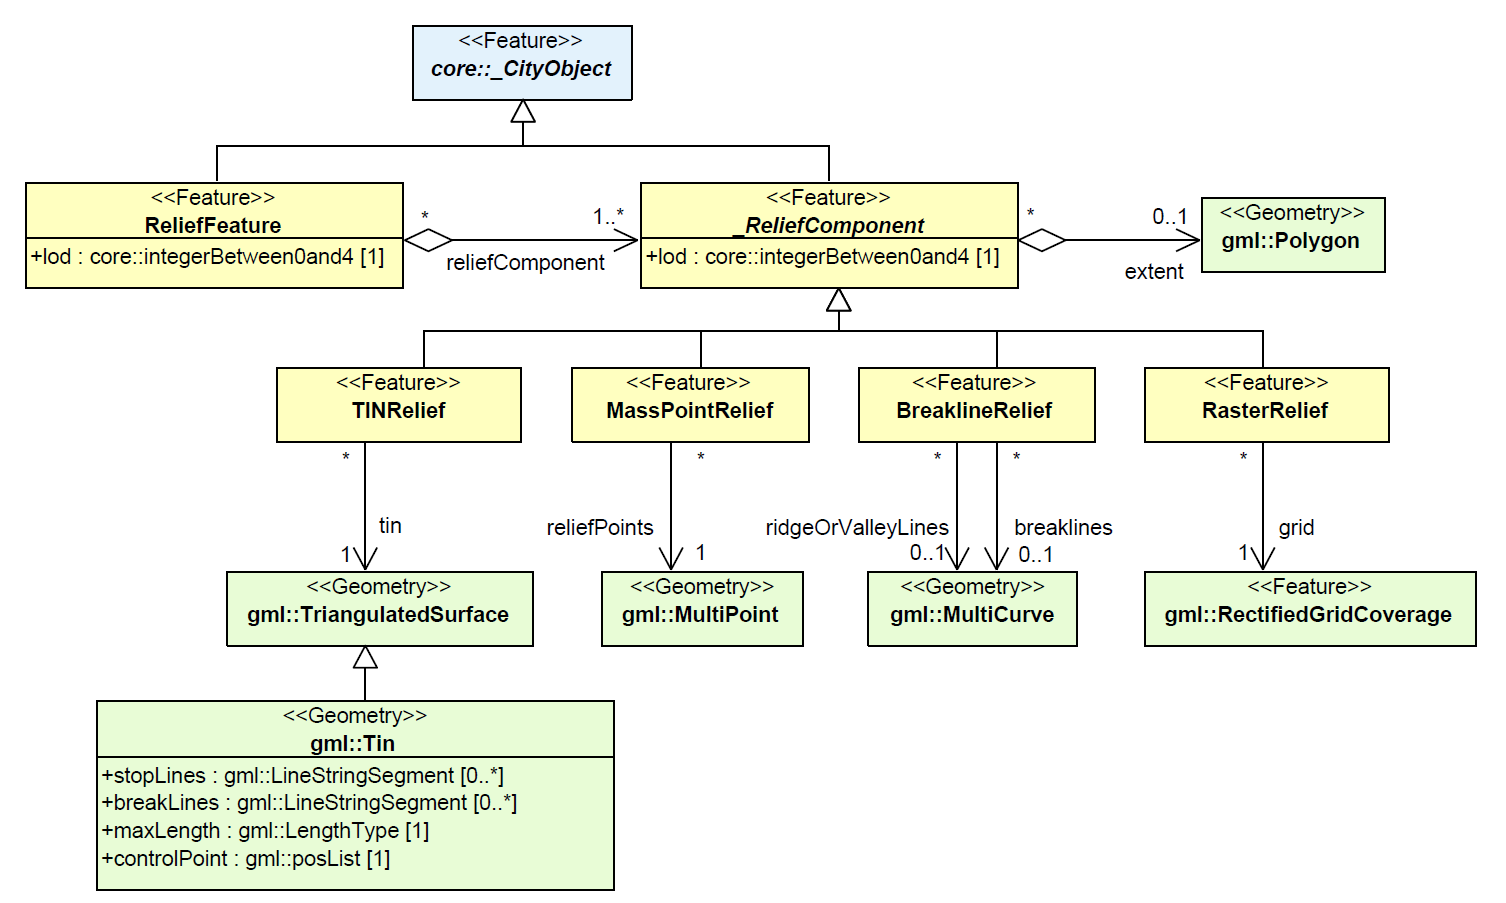 <<Feature>>
core::_CityObject
<<Feature>>
ReliefFeature
+lod : core::integerBetween0and4 [1]
*
1..*
reliefComponent
<<Feature>>
_ReliefComponent
+lod : core::integerBetween0and4 [1]
*
0..1
extent
<<Geometry>>
gml::Polygon
<<Feature>>
TINRelief
<<Feature>>
MassPointRelief
<<Feature>>
BreaklineRelief
<<Feature>>
RasterRelief
*
tin
1
*
reliefPoints
1
*
ridgeOrValleyLines
0..1
*
breaklines
0..1
*
grid
1
<<Geometry>>
gml::TriangulatedSurface
<<Geometry>>
gml::MultiPoint
<<Geometry>>
gml::MultiCurve
<<Feature>>
gml::RectifiedGridCoverage
<<Geometry>>
gml::Tin
+stopLines : gml::LineStringSegment [0..*]
+breakLines : gml::LineStringSegment [0..*]
+maxLength : gml::LengthType [1]
+controlPoint : gml::posList [1]